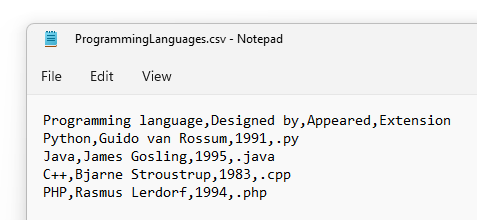 ProgrammingLanguages.csv - Notepad
File Edit View
Programming language,Designed by,Appeared,Extension
Python,Guido van Rossum,1991,.py
Java,James Gosling,1995,.java
C++,Bjarne Stroustrup,1983,.cpp
PHP,Rasmus Lerdorf,1994,.php